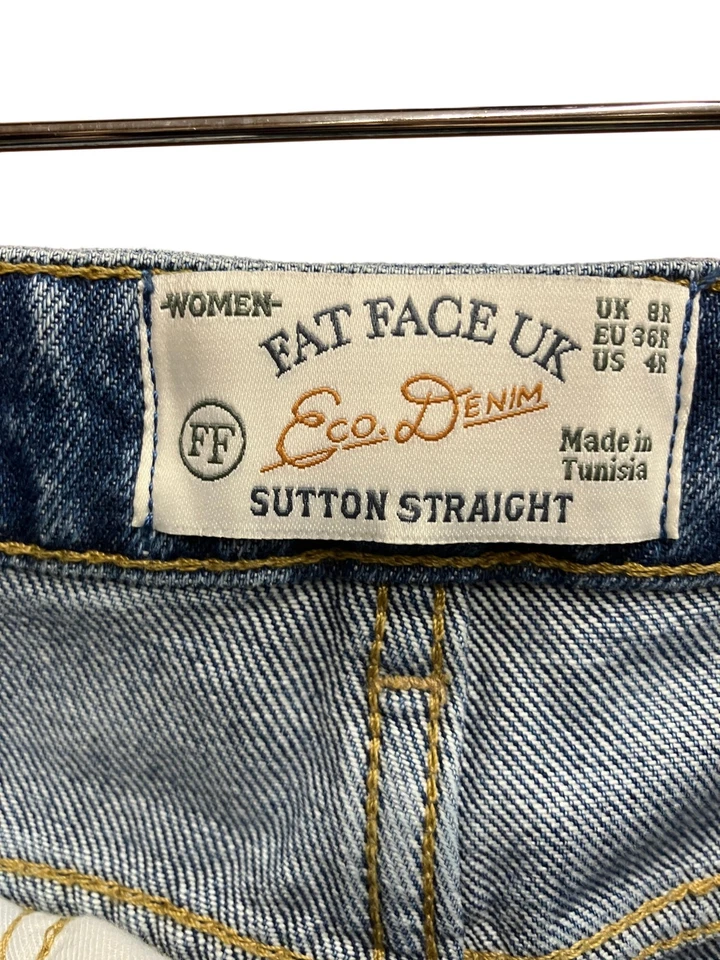 -WOMEN-
FAT FACE UK
UK 8R
EU 36R
US 4R
Eco. Denim
FF
Made in
Tunisia
SUTTON STRAIGHT